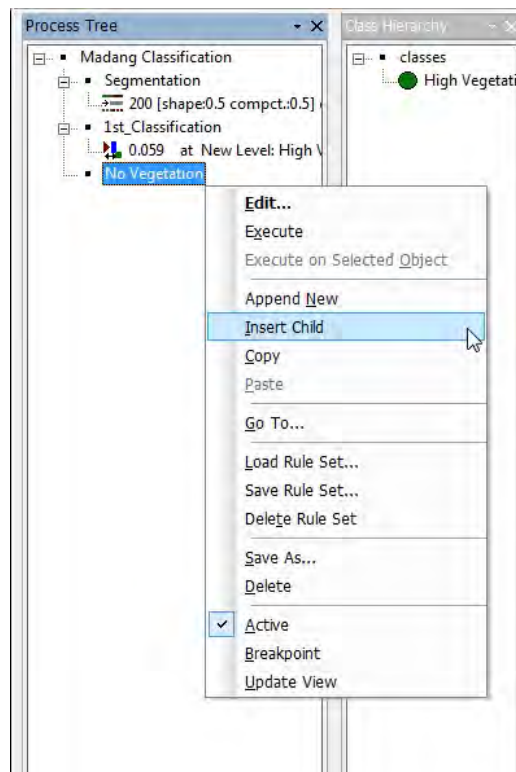 Process Tree
Madang Classification
Segmentation
200 [shape:0.5 compct.:0.5]
1st_Classification
0.059 at New Level: High
No Vegetation
Class Hierarchy
classes
High Vegetati
Edit...
Execute
Execute on Selected Object
Append New
Insert Child
Copy
Paste
Go To...
Load Rule Set...
Save Rule Set...
Delete Rule Set
Save As...
Delete
Active
Breakpoint
Update View